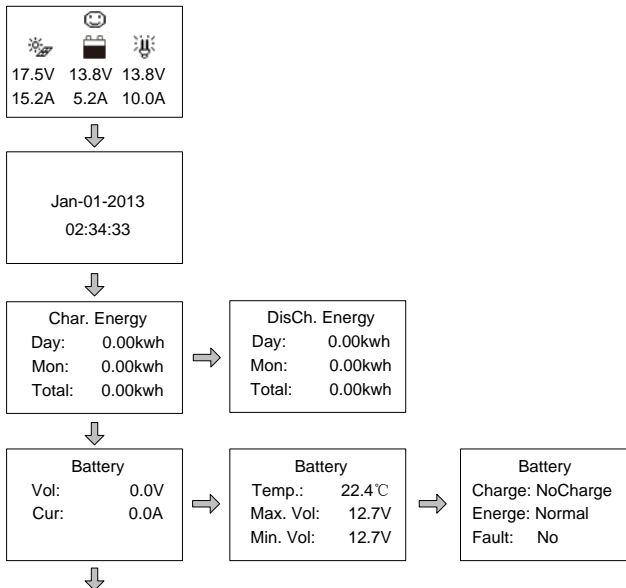 17.5V 13.8V 13.8V
15.2A 5.2A 10.0A
Jan-01-2013
02:34:33
Char. Energy
Day: 0.00kwh
Mon: 0.00kwh
Total: 0.00kwh
DisCh. Energy
Day: 0.00kwh
Mon: 0.00kwh
Total: 0.00kwh
Battery
Vol: 0.0V
Cur: 0.0A
Battery
Temp.: 22.4℃
Max. Vol: 12.7V
Min. Vol: 12.7V
Battery
Charge: NoCharge
Energe: Normal
Fault: No